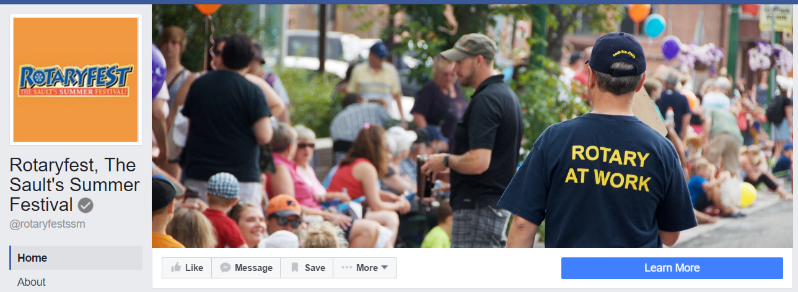 ROTARYFEST
THE SAULT'S SUMMER FESTIVAL!
Rotaryfest, The
Sault's Summer
Festival
@rotaryfestssm
Home
About
ROTARY
AT WORK
Like
Message
Save
More
Learn More